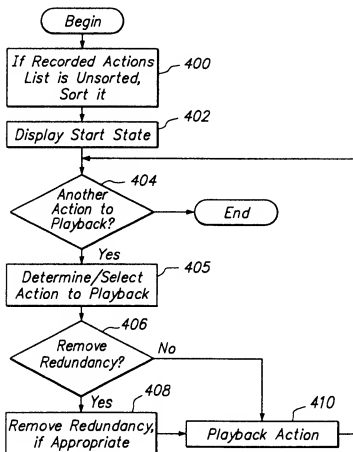 Begin
If Recorded Actions
List is Unsorted,
Sort it
400
Display Start State
402
404
Another
Action to
Playback?
End
Yes
405
Determine/Select
Action to Playback
406
Remove
Redundancy?
No
Yes
408
Remove Redundancy,
if Appropriate
410
Playback Action